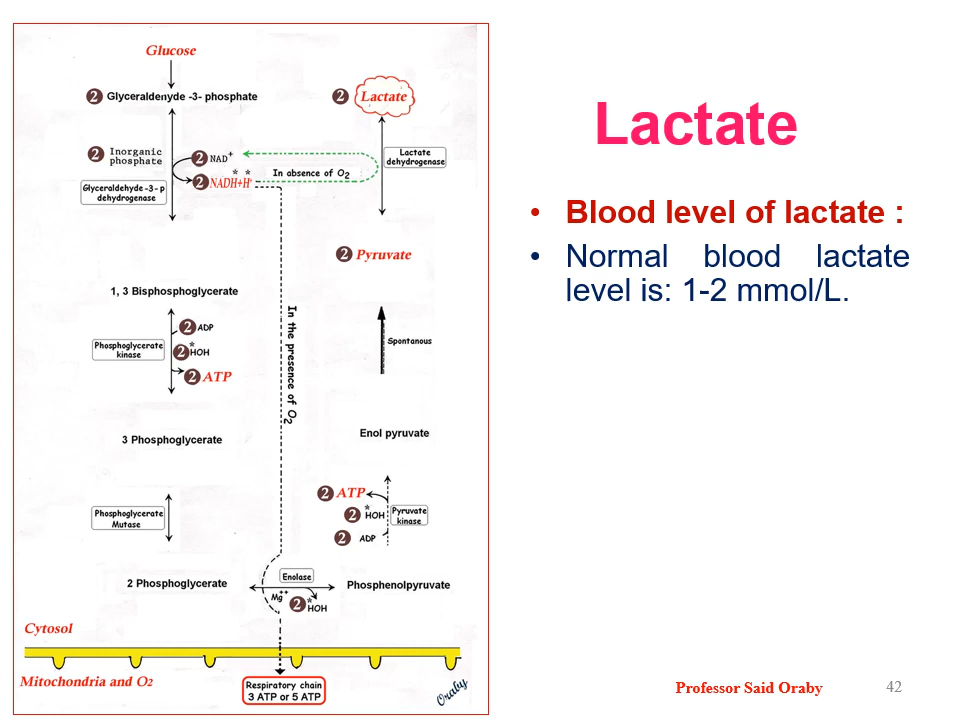 Glucose
2 Glyceraldenyde -3- phosphate
2 Lactate
2 Inorganic
phosphate
2 NAD+
Lactate
dehydrogenase
In absence of O2
* *
2 NADH+H+
Glyceraldehyde -3- p
dehydrogenase
2 Pyruvate
1, 3 Bisphosphoglycerate
In the presence of O2
2 ADP
Phosphoglycerate
kinase
*
2 HOH
2 ATP
Spontanous
3 Phosphoglycerate
Enol pyruvate
2 ATP
*
2 HOH
Pyruvate
kinase
2 ADP
Phosphoglycerate
Mutase
2 Phosphoglycerate
Enolase
Mg++
*
2 HOH
Phosphenolpyruvate
Cytosol
Mitochondria and O2
Respiratory chain
3 ATP or 5 ATP
Oraby
Lactate
• Blood level of lactate :
• Normal blood lactate
level is: 1-2 mmol/L.
Professor Said Oraby
42